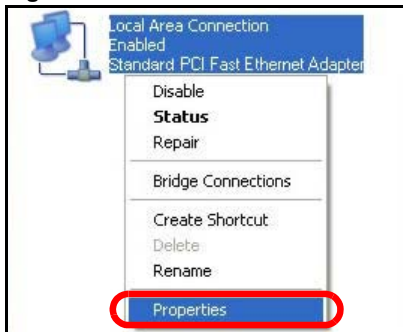 Local Area Connection
Enabled
Standard PCI Fast Ethernet Adapter
Disable
Status
Repair
Bridge Connections
Create Shortcut
Delete
Rename
Properties